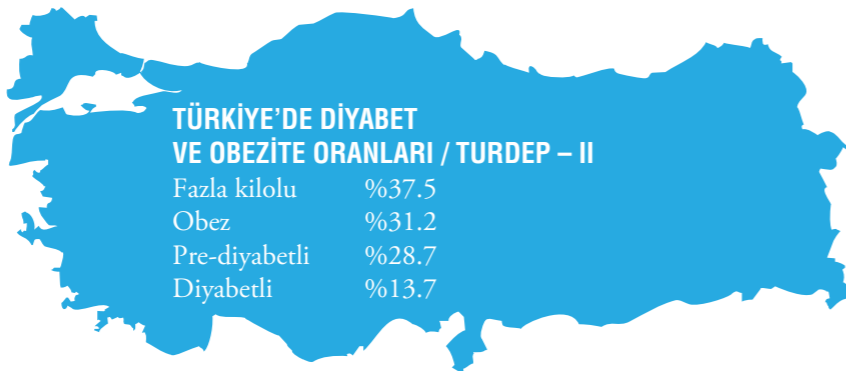 TÜRKİYE’DE DİYABET
VE OBEZİTE ORANLARI / TURDEP – II
Fazla kilolu %37.5
Obez %31.2
Pre-diyabetli %28.7
Diyabetli %13.7